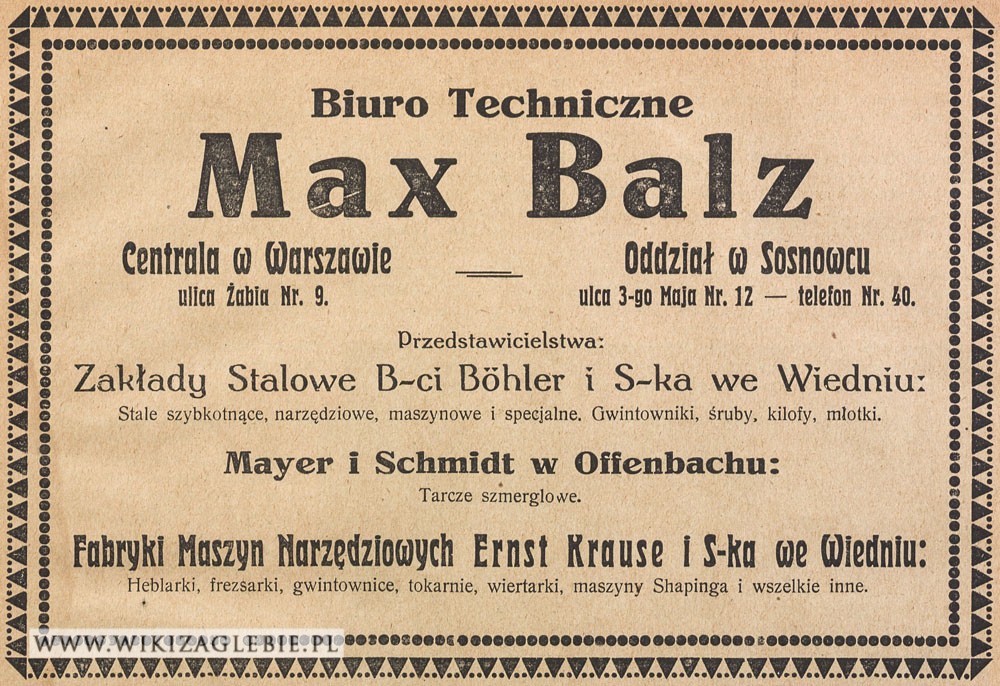 Biuro Techniczne
Max Balz
Centrala w Warszawie
ulica Żabia Nr. 9.
Oddział w Sosnowcu
ulca 3-go Maja Nr. 12 — telefon Nr. 40.
Przedstawicielstwa:
Zakłady Stalowe B-ci Böhler i S-ka we Wiedniu:
Stale szybkotnące, narzędziowe, maszynowe i specjalne. Gwintowniki, śruby, kilofy, młotki.
Mayer i Schmidt w Offenbachu:
Tarcze szmerglowe.
Fabryki Maszyn Narzędziowych Ernst Krause i S-ka we Wiedniu:
Heblarki, frezsarki, gwintownice, tokarnie, wiertarki, maszyny Shapinga i wszelkie inne.
WWW.WIKIZAGLEBIE.PL